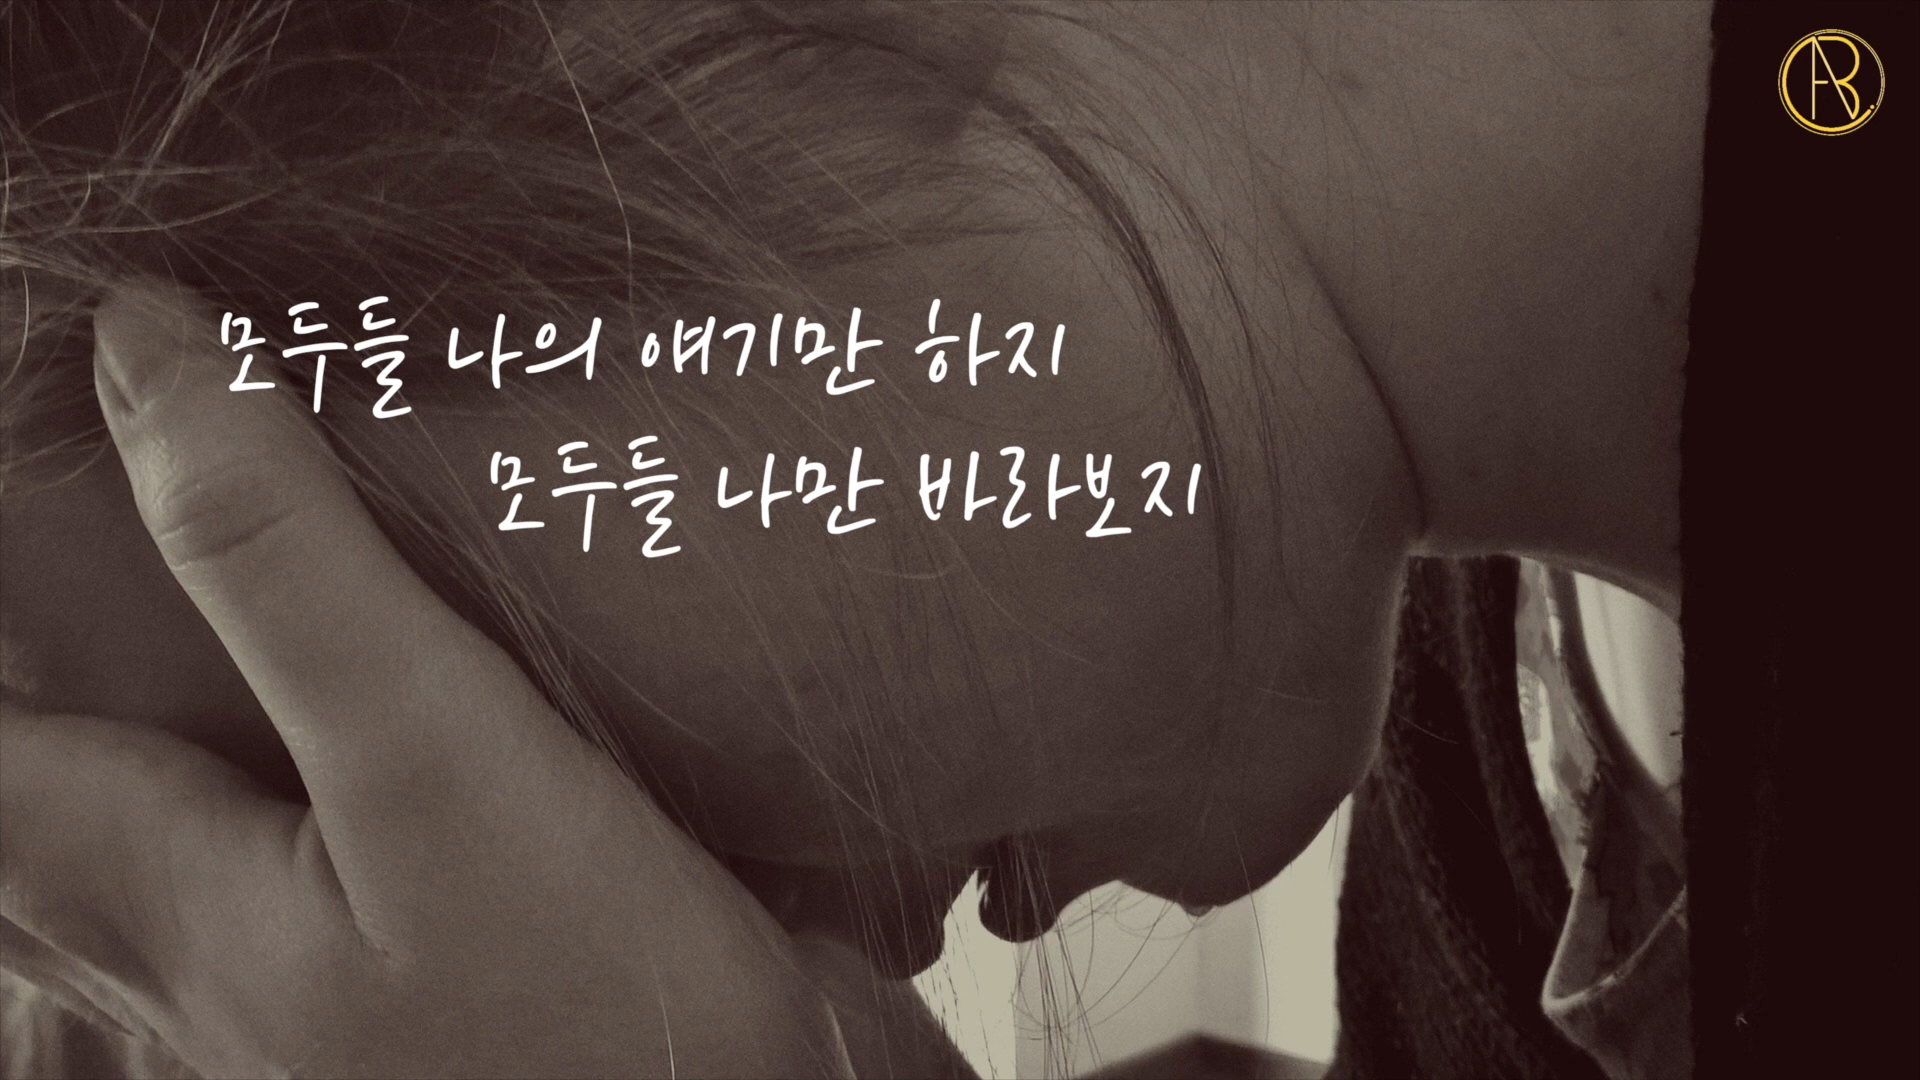 모두들 나의 얘기만 하지
모두들 나만 바라보지